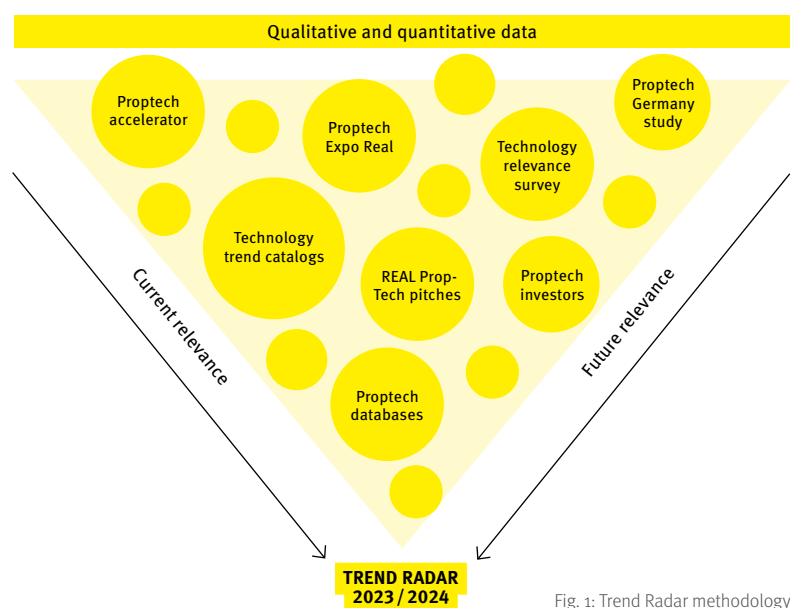 Qualitative and quantitative data
Proptech
accelerator
Proptech
Expo Real
Proptech
Germany
study
Technology
relevance
survey
Technology
trend catalogs
REAL Prop-
Tech pitches
Proptech
investors
Proptech
databases
Current relevance
Future relevance
TREND RADAR
2023 / 2024
Fig. 1: Trend Radar methodology